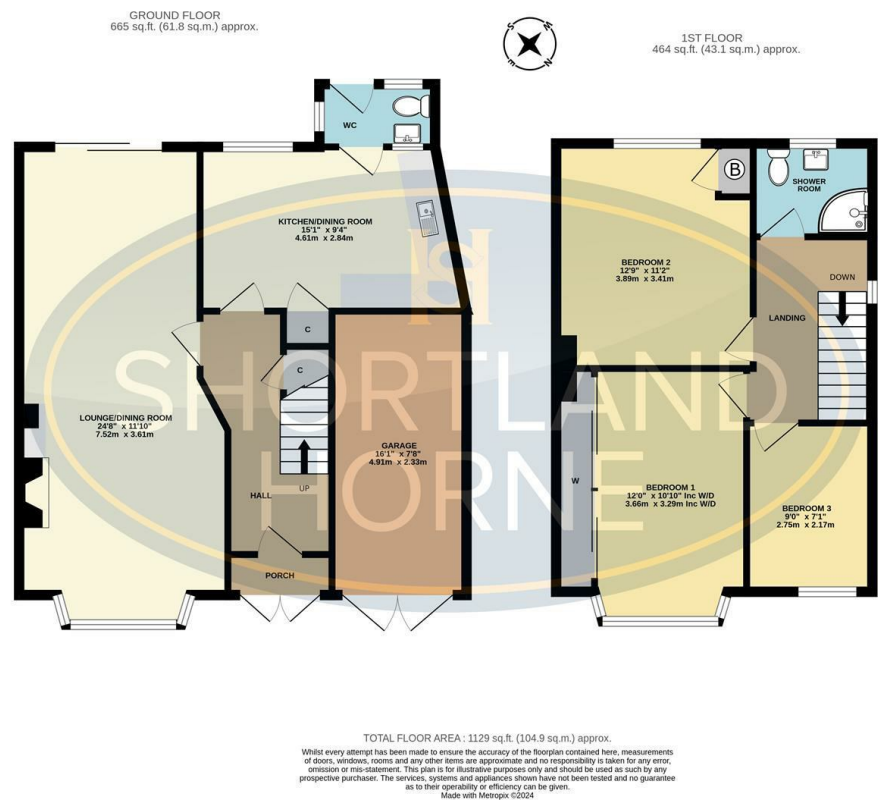 GROUND FLOOR
665 sq.ft. (61.8 sq.m.) approx.
S W N E
1ST FLOOR
464 sq.ft. (43.1 sq.m.) approx.
WC
KITCHEN/DINING ROOM
15'1" x 9'4"
4.61m x 2.84m
C
C
LOUNGE/DINING ROOM
24'8" x 11'10"
7.52m x 3.61m
HALL
UP
PORCH
GARAGE
16'1" x 7'8"
4.91m x 2.33m
B
SHOWER
ROOM
BEDROOM 2
12'9" x 11'2"
3.89m x 3.41m
DOWN
LANDING
W
BEDROOM 1
12'0" x 10'10" Inc W/D
3.66m x 3.29m Inc W/D
BEDROOM 3
9'0" x 7'1"
2.75m x 2.17m
SHORTLAND
HORNE
TOTAL FLOOR AREA : 1129 sq.ft. (104.9 sq.m.) approx.
Whilst every attempt has been made to ensure the accuracy of the floorplan contained here, measurements
of doors, windows, rooms and any other items are approximate and no responsibility is taken for any error,
omission or mis-statement. This plan is for illustrative purposes only and should be used as such by any
prospective purchaser. The services, systems and appliances shown have not been tested and no guarantee
as to their operability or efficiency can be given.
Made with Metropix ©2024